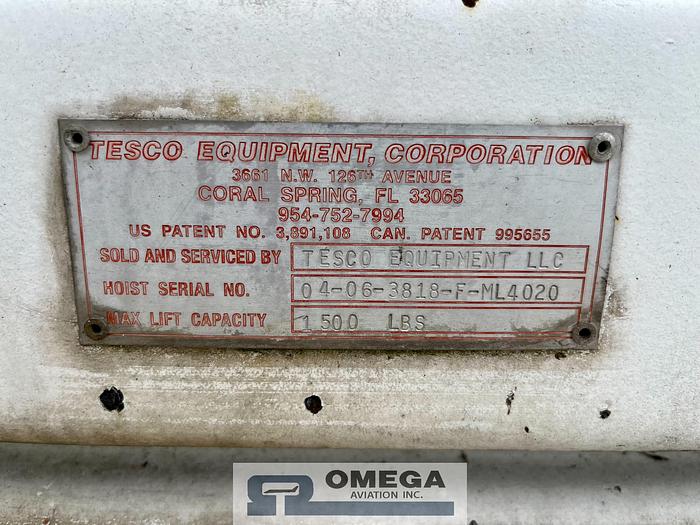 TESCO EQUIPMENT, CORPORATION
3661 N.W. 126TH AVENUE
CORAL SPRING, FL 33065
954-752-7994
US PATENT NO. 3,891,108 CAN. PATENT 995655
SOLD AND SERVICED BY TESCO EQUIPMENT LLC
HOIST SERIAL NO. 04-06-3818-F-ML4020
MAX LIFT CAPACITY 1500 LBS
OMEGA
AVIATION INC.